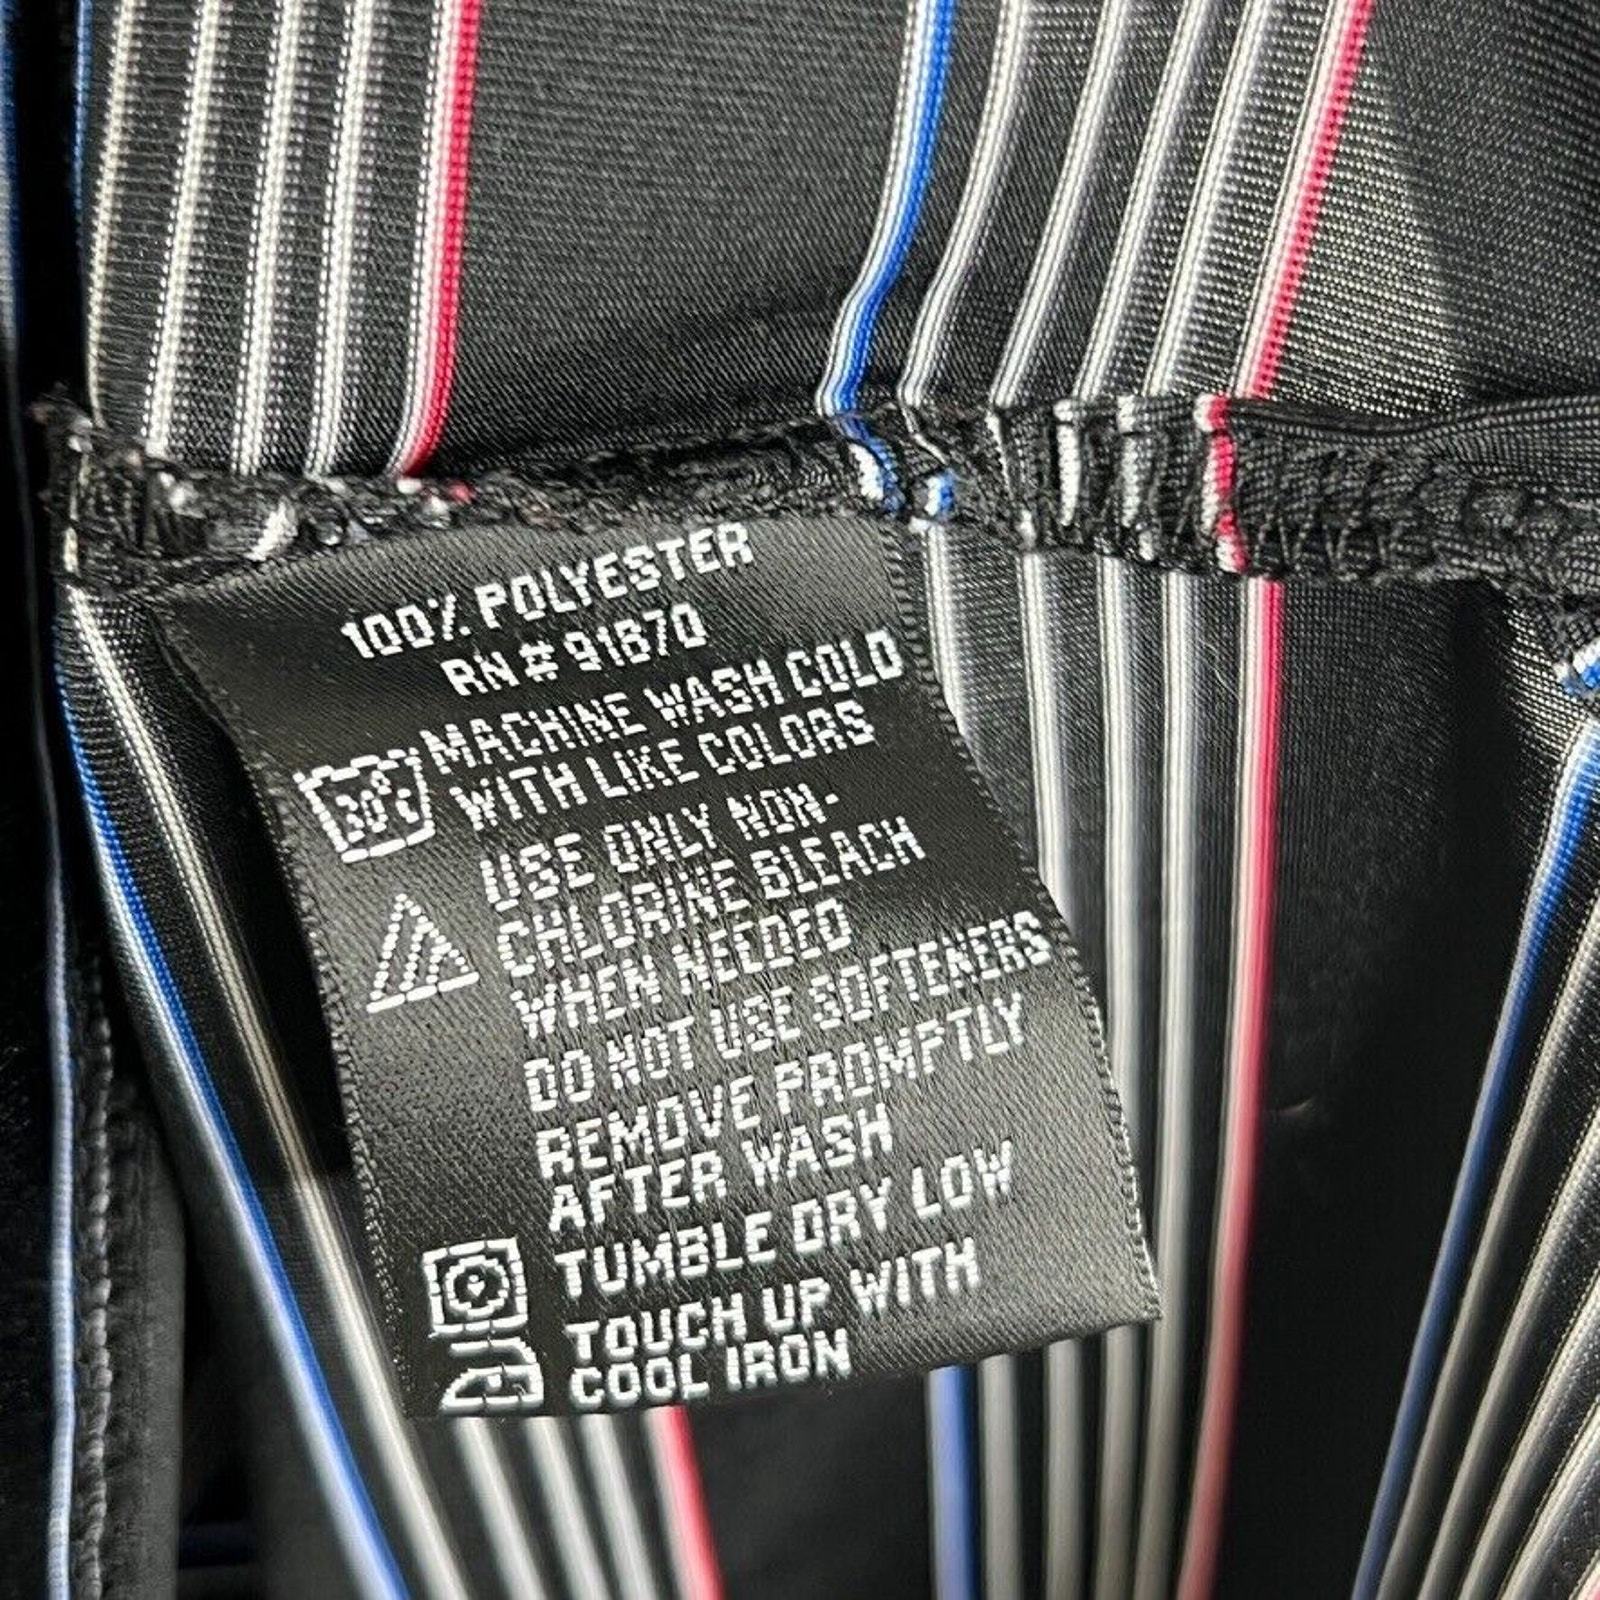 100% POLYESTER
RN# 91670
MACHINE WASH COLD
WITH LIKE COLORS
30°C
USE ONLY NON-
CHLORINE BLEACH
WHEN NEEDED
DO NOT USE SOFTENERS
REMOVE PROMPTLY
AFTER WASH
TUMBLE DRY LOW
TOUCH UP WITH
COOL IRON